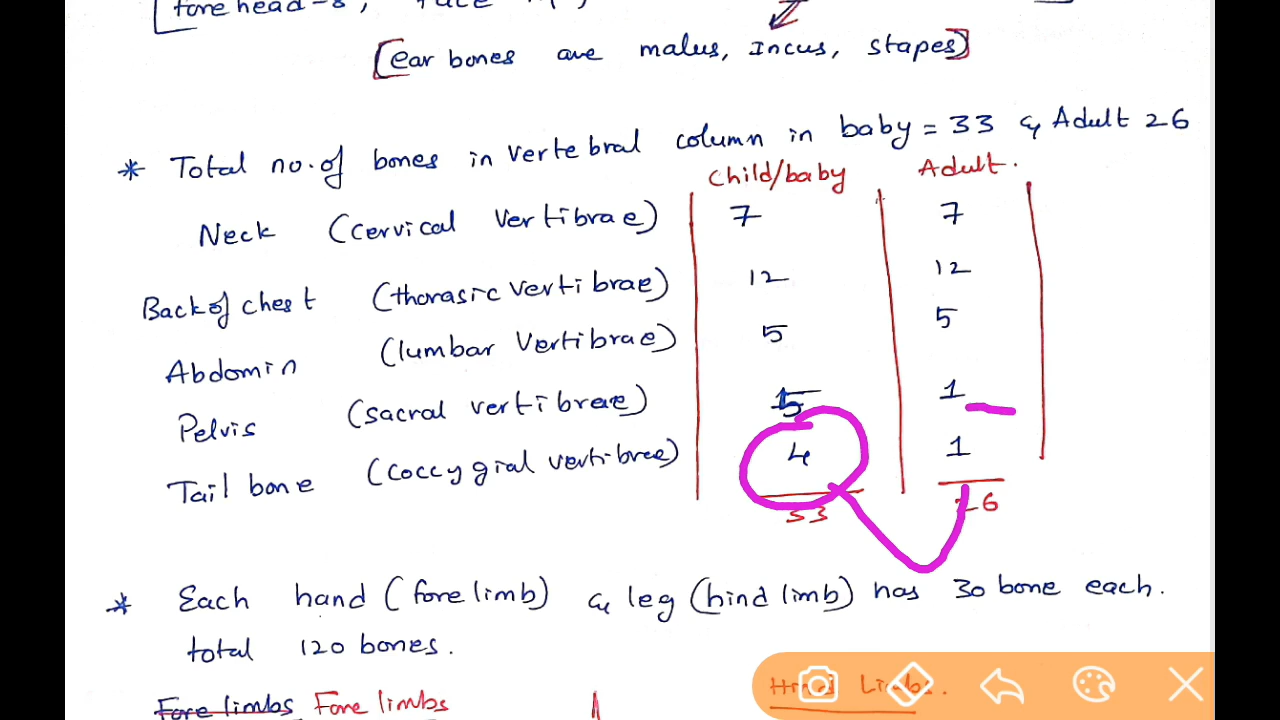 [ear bones are malus, Incus, stapes]
* Total no.of bones in vertebral column in baby = 33 & Adult 26
Child/baby Adult.
Neck (cervical vertibrae) 7 7
Back of chest (thorasic vertibrae) 12 12
Abdomin (lumbar vertibrae) 5 5
Pelvis (sacral vertibrae) 5 1
Tail bone (coccygial vertibrae) 4 1
33 26
* Each hand (fore limb) & leg (hind limb) has 30 bone each.
total 120 bones.
Fore limbs Fore limbs Hind Limbs.